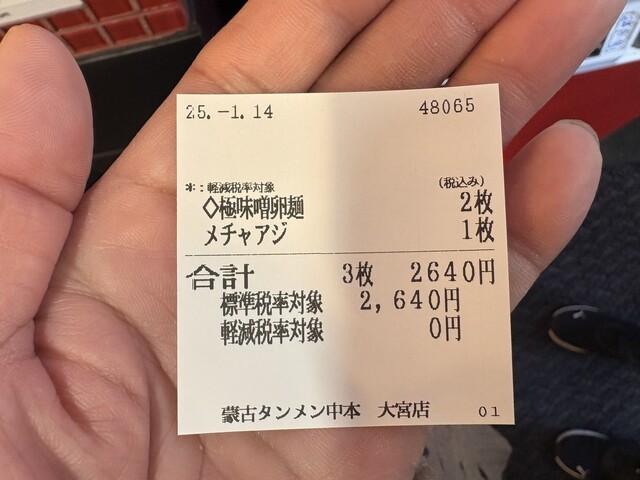 25.-1.14 48065
*:軽減税率対象 (税込み)
◇極味噌卵麺 2枚
メチャアジ 1枚
合計 3枚 2640円
標準税率対象 2,640円
軽減税率対象 0円
蒙古タンメン中本 大宮店 01